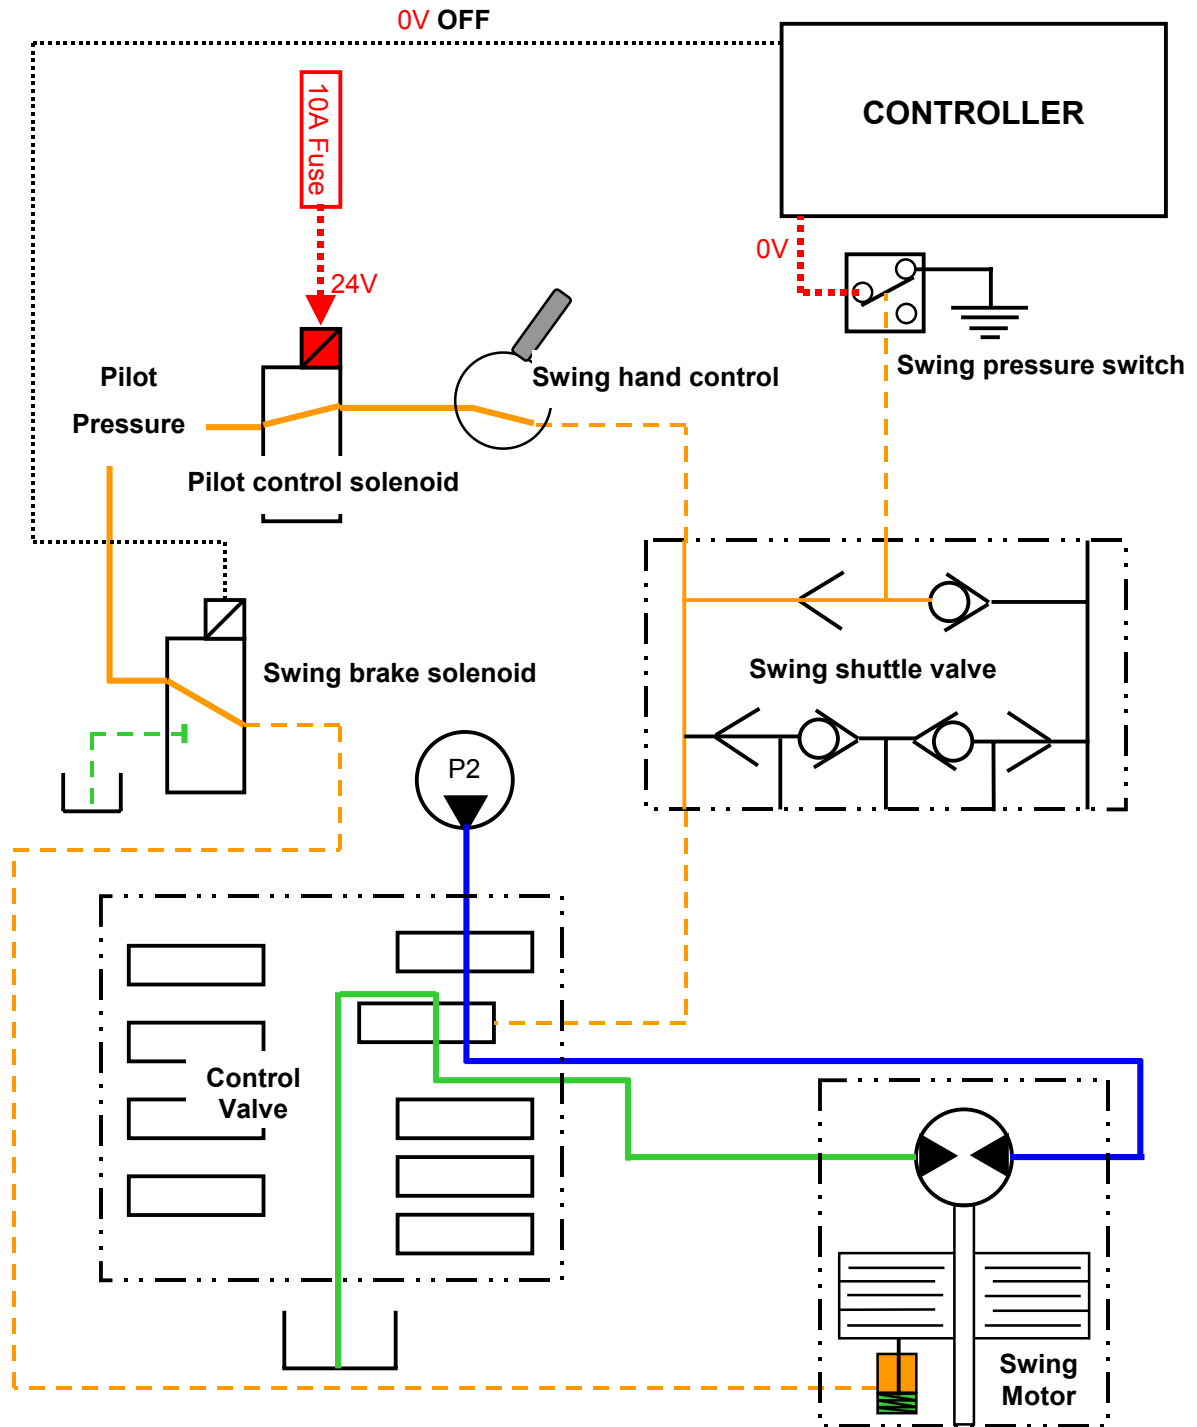 0V OFF
CONTROLLER
10A Fuse
0V
24V
Swing pressure switch
Pilot
Pressure
Swing hand control
Pilot control solenoid
Swing brake solenoid
Swing shuttle valve
P2
Control
Valve
Swing
Motor